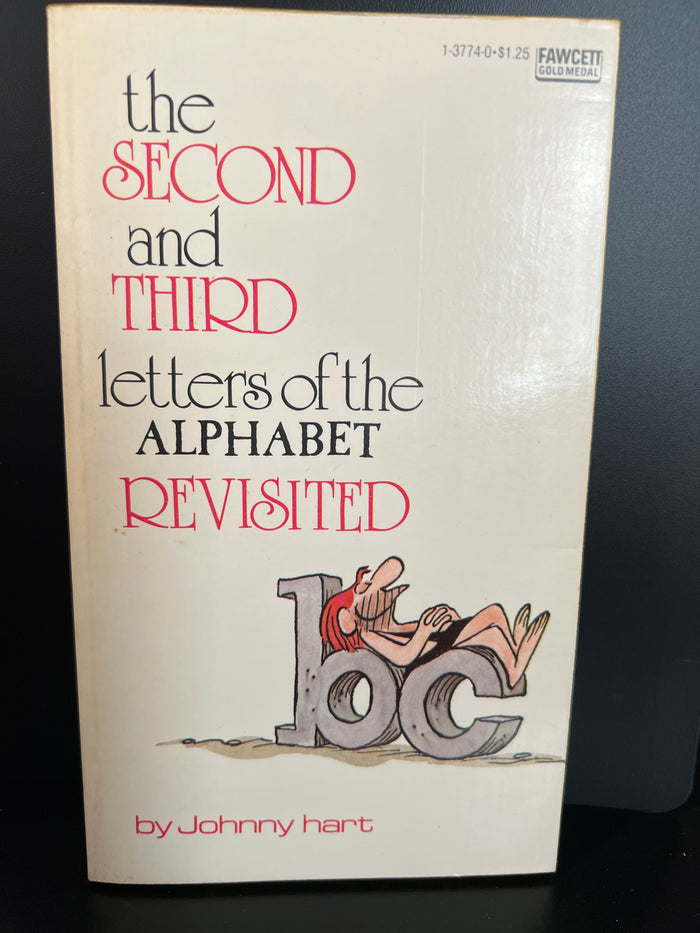 1-3774-0•$1.25
FAWCETT
GOLD MEDAL
the
SECOND
and
THIRD
letters of the
ALPHABET
REVISITED
bc
by Johnny hart